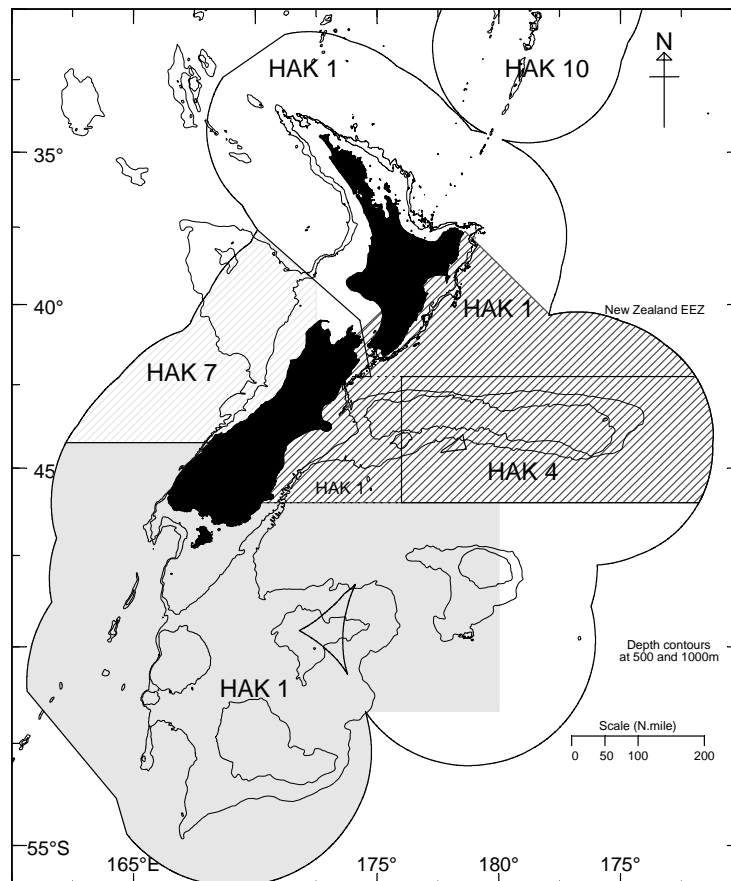 HAK 1
HAK 10
N
35°
40°
HAK 1
New Zealand EEZ
HAK 7
45°
HAK 4
HAK 1
Depth contours
at 500 and 1000m
HAK 1
Scale (N.mile)
0 50 100 200
55°S
165°E 175° 180° 175°